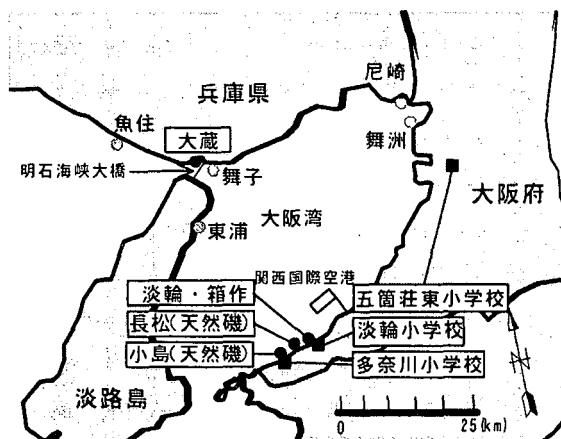 兵庫県
尼崎
魚住
大蔵
舞洲
明石海峡大橋
舞子
大阪府
大阪湾
東浦
関西国際空港
淡輪・箱作
五箇荘東小学校
長松(天然磯)
淡輪小学校
小島(天然磯)
多奈川小学校
淡路島
0 25(km)